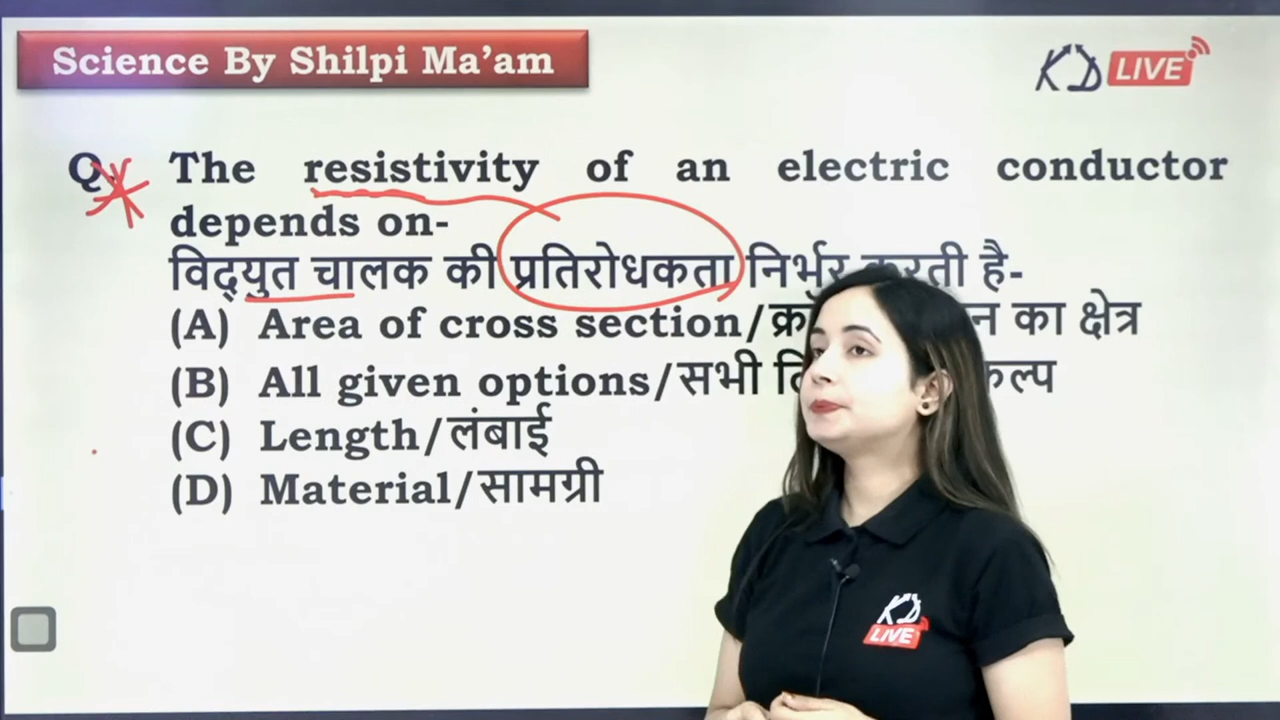 Science By Shilpi Ma'am
KD LIVE
Q. The resistivity of an electric conductor
depends on-
विद्युत चालक की प्रतिरोधकता निर्भर करती है-
(A) Area of cross section/ का क्षेत्र
(B) All given options/सभी
(C) Length/लंबाई
(D) Material/सामग्री
KD
LIVE